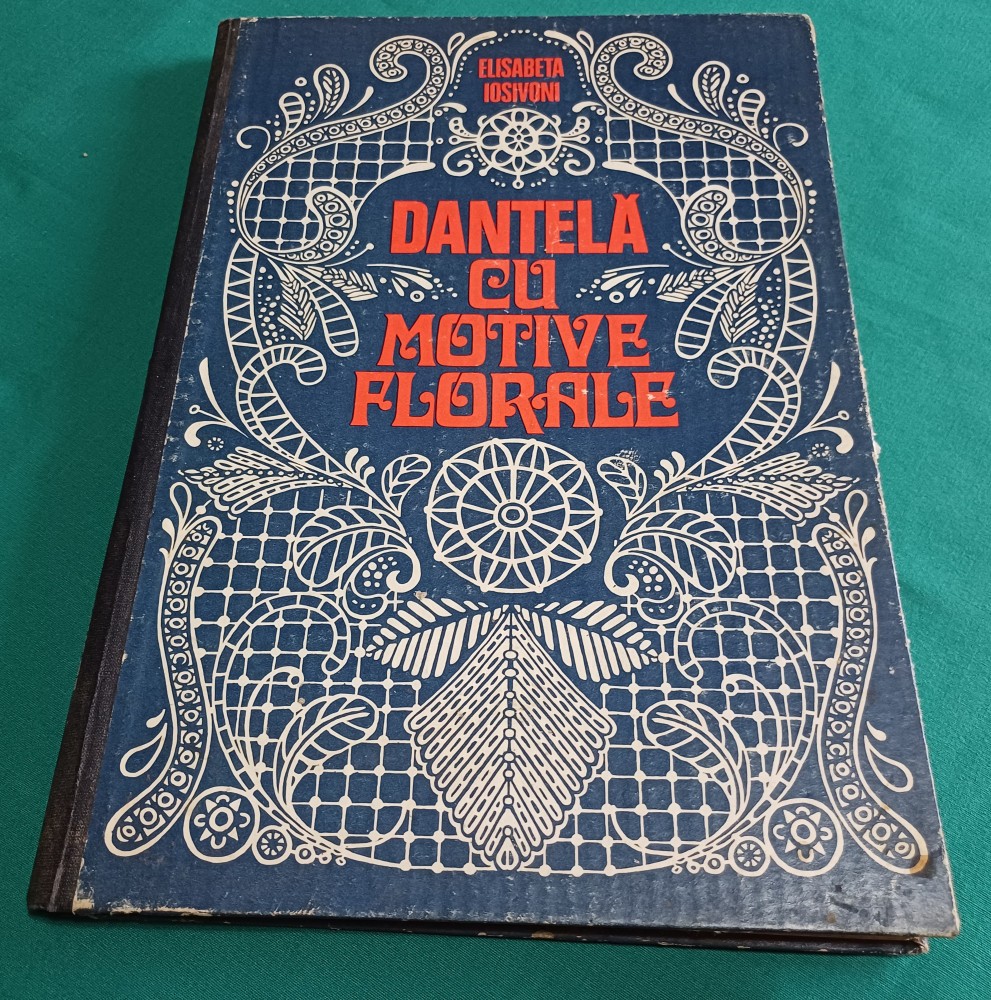 ELISABETA
IOSIVONI
DANTELĂ
CU
MOTIVE
FLORALE